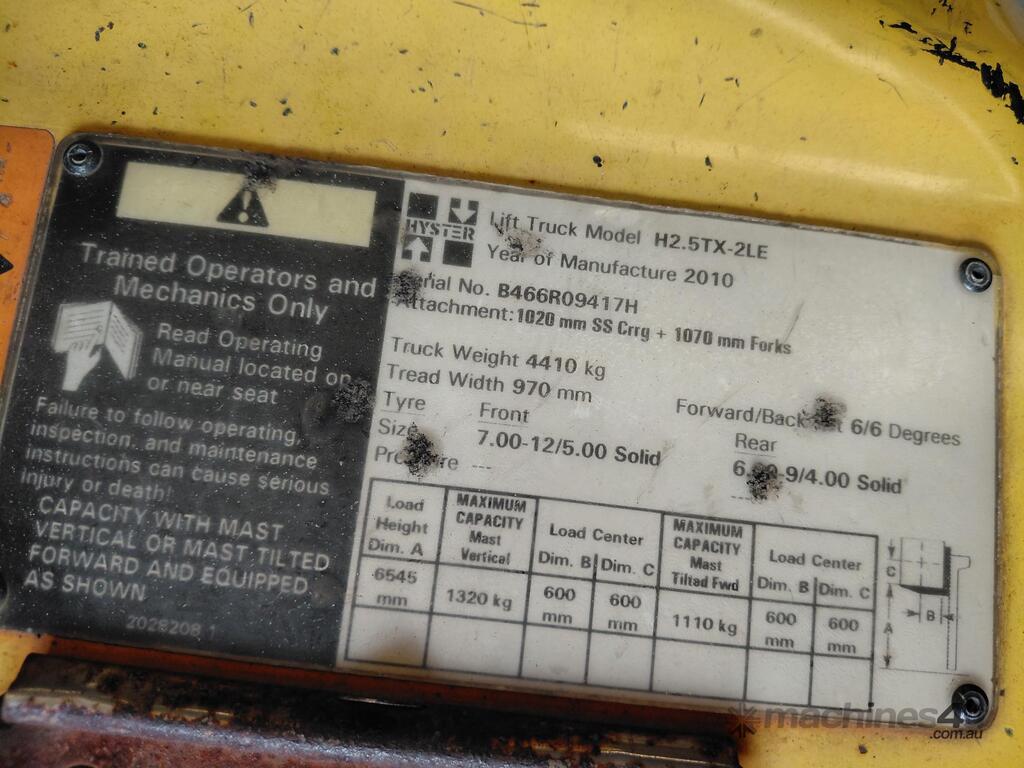 Trained Operators and
Mechanics Only
Read Operating
Manual located on
or near seat
Failure to follow operating,
inspection, and maintenance
instructions can cause serious
injury or death!
CAPACITY WITH MAST
VERTICAL OR MAST TILTED
FORWARD AND EQUIPPED
AS SHOWN
2028208 1
HYSTER
Lift Truck Model H2.5TX-2LE
Year of Manufacture 2010
Serial No. B466R09417H
Attachment: 1020 mm SS Crrg + 1070 mm Forks
Truck Weight 4410 kg
Tread Width 970 mm
Forward/Back 6/6 Degrees
Tyre Front Rear
Size 7.00-12/5.00 Solid -9/4.00 Solid
Pressure ---
Load Height Dim. A
MAXIMUM CAPACITY Mast Vertical
Load Center
Dim. B Dim. C
MAXIMUM CAPACITY Mast Tilted Fwd
Load Center
Dim. B Dim. C
6545 mm 1320 kg 600 mm 600 mm 1110 kg 600 mm 600 mm
C
B
A
machines4
.com.au